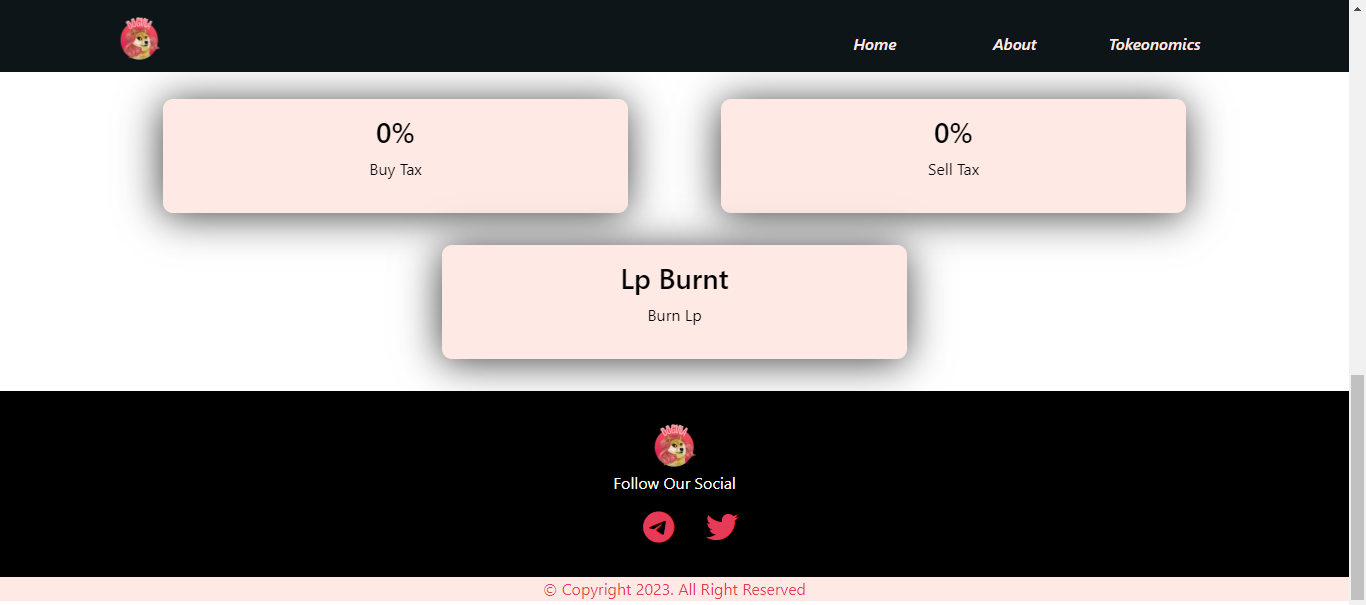 DOGIRA
Home About Tokeonomics
0%
Buy Tax
0%
Sell Tax
Lp Burnt
Burn Lp
Follow Our Social
© Copyright 2023. All Right Reserved